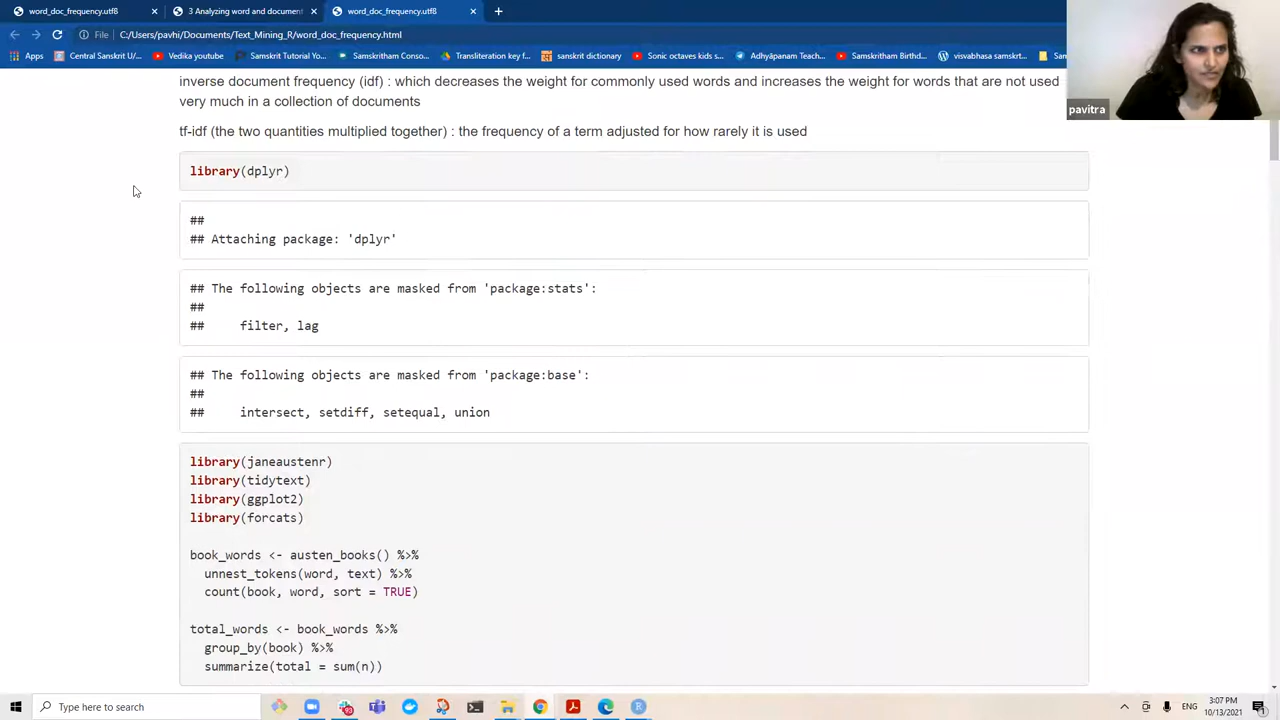 word_doc_frequency.utf8
3 Analyzing word and document
word_doc_frequency.utf8
File
C:/Users/pavhi/Documents/Text_Mining_R/word_doc_frequency.html
Apps
Central Sanskrit U/...
Vedika youtube
Samskritam Sketch ...
Samskritham Conso...
Transliteration key f...
sanskrit dictionary
Sonic octaves kids s...
Adhyāpanam Teach...
Samskritham Birthd...
visvabhasa samskrt...
San
pavitra
inverse document frequency (idf) : which decreases the weight for commonly used words and increases the weight for words that are not used
very much in a collection of documents
tf-idf (the two quantities multiplied together) : the frequency of a term adjusted for how rarely it is used
library(dplyr)
##
## Attaching package: 'dplyr'
## The following objects are masked from 'package:stats':
##
##     filter, lag
## The following objects are masked from 'package:base':
##
##     intersect, setdiff, setequal, union
library(janeaustenr)
library(tidytext)
library(ggplot2)
library(forcats)
book_words <- austen_books() %>%
  unnest_tokens(word, text) %>%
  count(book, word, sort = TRUE)
total_words <- book_words %>%
  group_by(book) %>%
  summarize(total = sum(n))
Type here to search
ENG
3:07 PM
10/13/2021